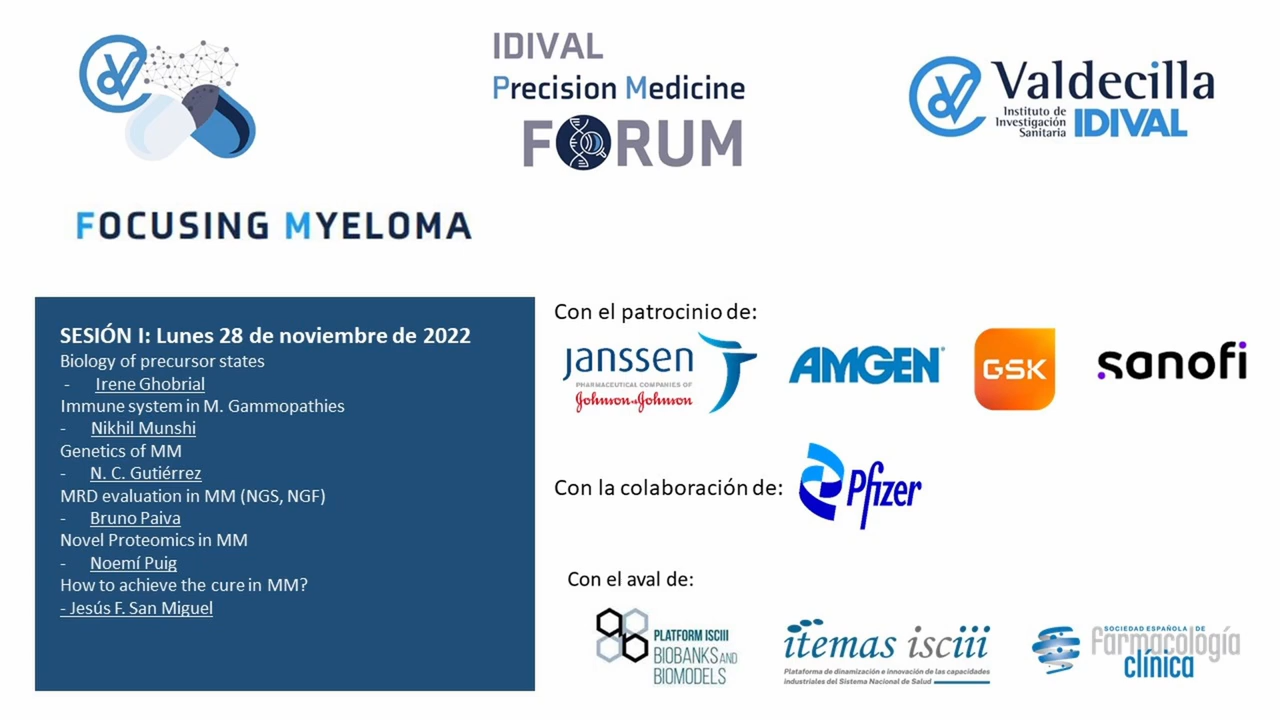 IDIVAL
Precision Medicine
FORUM
Valdecilla
Instituto de
Investigación
Sanitaria
IDIVAL
FOCUSING MYELOMA
SESIÓN I: Lunes 28 de noviembre de 2022
Biology of precursor states
- Irene Ghobrial
Immune system in M. Gammopathies
- Nikhil Munshi
Genetics of MM
- N. C. Gutiérrez
MRD evaluation in MM (NGS, NGF)
- Bruno Paiva
Novel Proteomics in MM
- Noemí Puig
How to achieve the cure in MM?
- Jesús F. San Miguel
Con el patrocinio de:
janssen
PHARMACEUTICAL COMPANIES OF
Johnson & Johnson
AMGEN®
GSK
sanofi
Con la colaboración de:
Pfizer
Con el aval de:
PLATFORM ISCIII
BIOBANKS AND
BIOMODELS
itemas isciii
Plataforma de dinamización e innovación de las capacidades
industriales del Sistema Nacional de Salud
SOCIEDAD ESPAÑOLA DE
farmacología
clínica